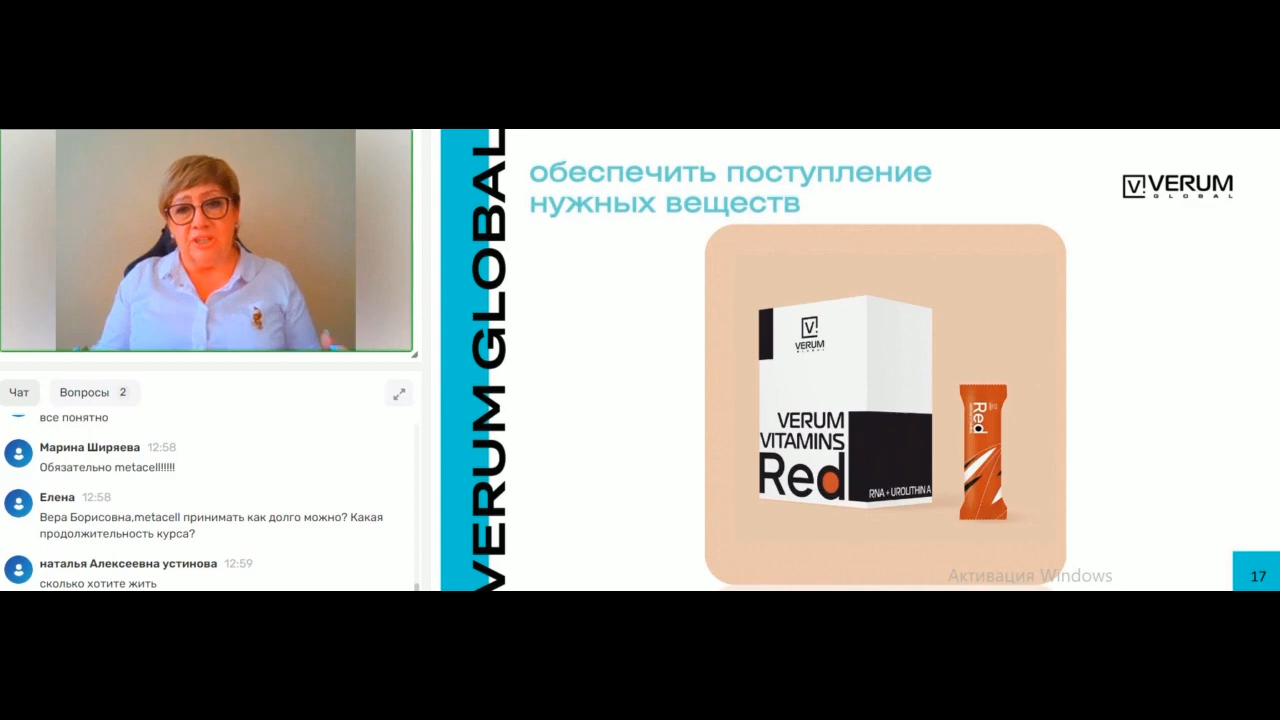 Чат
Вопросы 2
все понятно
Марина Ширяева 12:58
Обязательно metacell!!!!!!
Елена 12:58
Вера Борисовна,metacell принимать как долго можно? Какая
продолжительность курса?
наталья Алексеевна устинова 12:59
сколько хотите жить
VERUM GLOBAL
обеспечить поступление
нужных веществ
V! VERUM
GLOBAL
V!
VERUM
GLOBAL
VERUM
VITAMINS
Red
RNA + UROLITHIN A
Red
Активация Windows
17